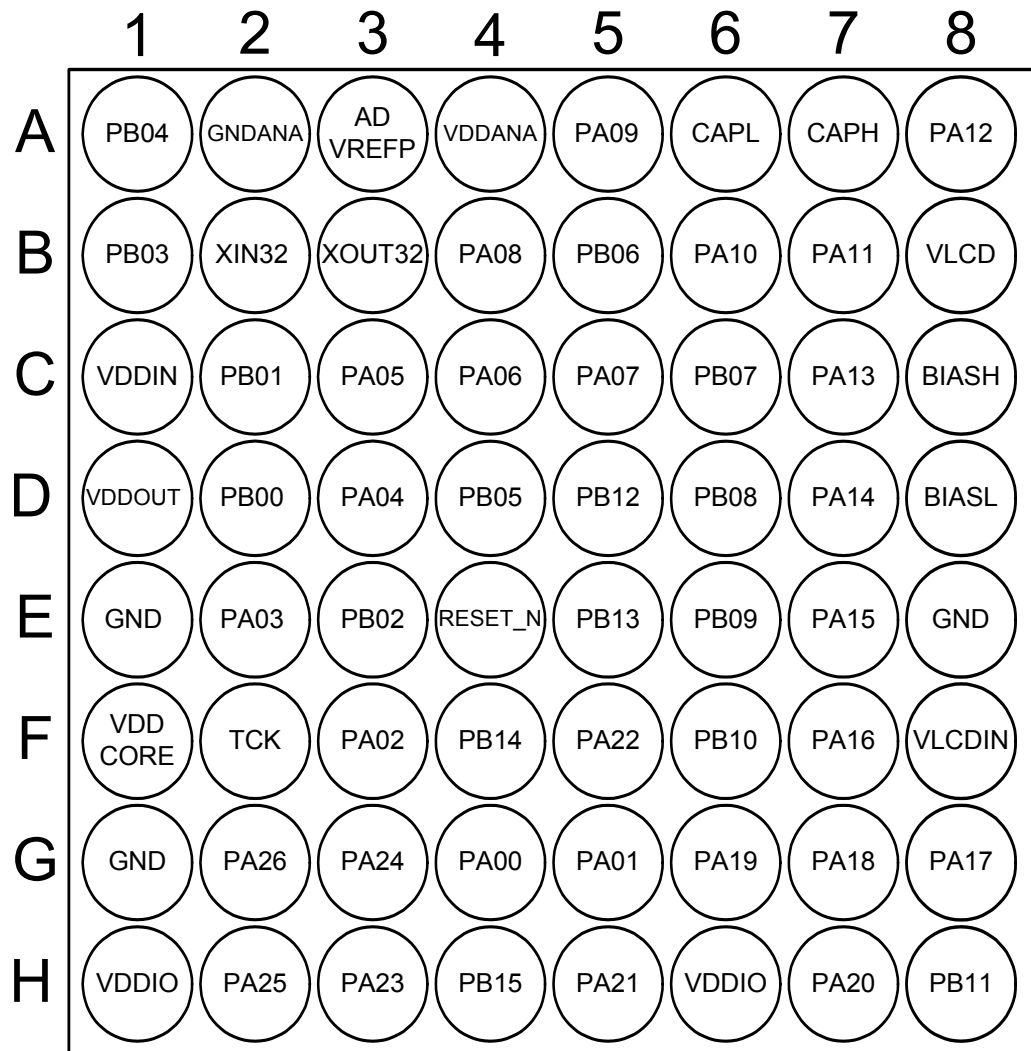 1 2 3 4 5 6 7 8
A PB04 GNDANA AD VREFP VDDANA PA09 CAPL CAPH PA12
B PB03 XIN32 XOUT32 PA08 PB06 PA10 PA11 VLCD
C VDDIN PB01 PA05 PA06 PA07 PB07 PA13 BIASH
D VDDOUT PB00 PA04 PB05 PB12 PB08 PA14 BIASL
E GND PA03 PB02 RESET_N PB13 PB09 PA15 GND
F VDD CORE TCK PA02 PB14 PA22 PB10 PA16 VLCDIN
G GND PA26 PA24 PA00 PA01 PA19 PA18 PA17
H VDDIO PA25 PA23 PB15 PA21 VDDIO PA20 PB11